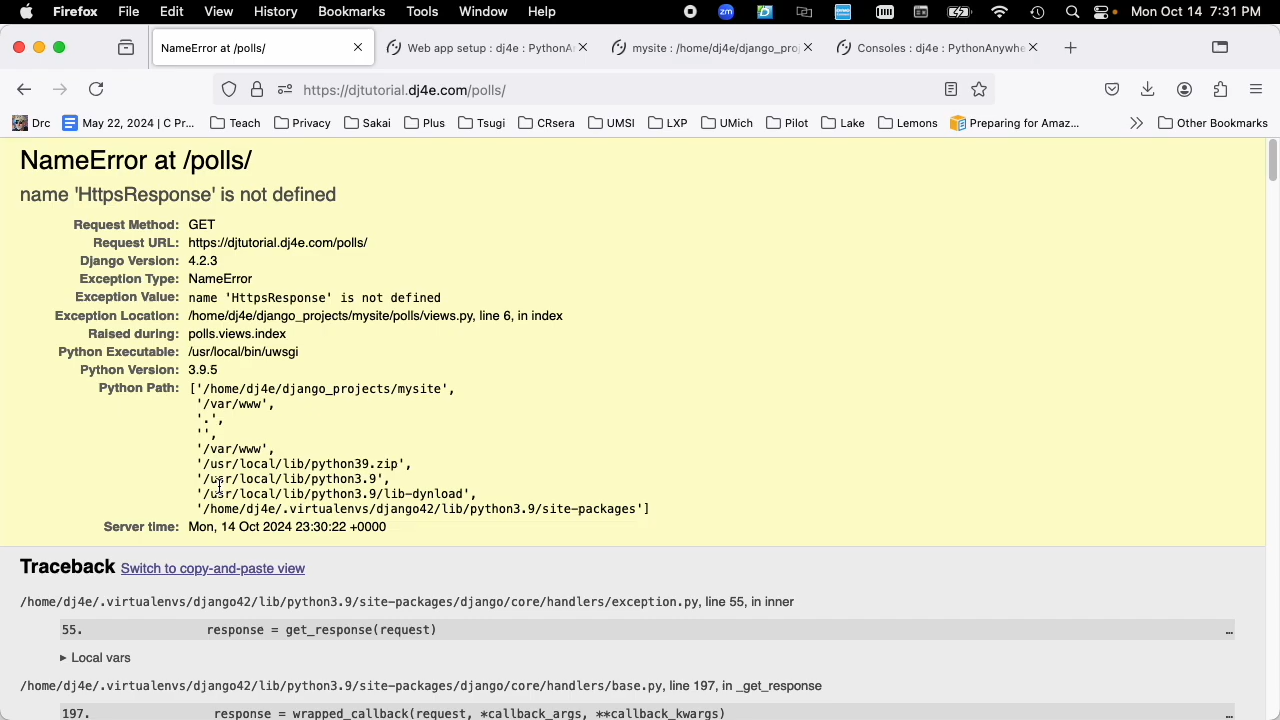 Firefox File Edit View History Bookmarks Tools Window Help zm Mon Oct 14 7:31 PM
NameError at /polls/ Web app setup : dj4e : PythonA mysite : /home/dj4e/django_pro Consoles : dj4e : PythonAnywhe
https://djtutorial.dj4e.com/polls/
Drc May 22, 2024 | C Pr... Teach Privacy Sakai Plus Tsugi CRsera UMSI LXP UMich Pilot Lake Lemons Preparing for Amaz... Other Bookmarks
NameError at /polls/
name 'HttpsResponse' is not defined
Request Method: GET
Request URL: https://djtutorial.dj4e.com/polls/
Django Version: 4.2.3
Exception Type: NameError
Exception Value: name 'HttpsResponse' is not defined
Exception Location: /home/dj4e/django_projects/mysite/polls/views.py, line 6, in index
Raised during: polls.views.index
Python Executable: /usr/local/bin/uwsgi
Python Version: 3.9.5
Python Path: ['/home/dj4e/django_projects/mysite',
'/var/www',
'.',
'',
'/var/www',
'/usr/local/lib/python39.zip',
'/usr/local/lib/python3.9',
'/usr/local/lib/python3.9/lib-dynload',
'/home/dj4e/.virtualenvs/django42/lib/python3.9/site-packages']
Server time: Mon, 14 Oct 2024 23:30:22 +0000
Traceback Switch to copy-and-paste view
/home/dj4e/.virtualenvs/django42/lib/python3.9/site-packages/django/core/handlers/exception.py, line 55, in inner
55. response = get_response(request) …
▸ Local vars
/home/dj4e/.virtualenvs/django42/lib/python3.9/site-packages/django/core/handlers/base.py, line 197, in _get_response
197. response = wrapped_callback(request, *callback_args, **callback_kwargs) …